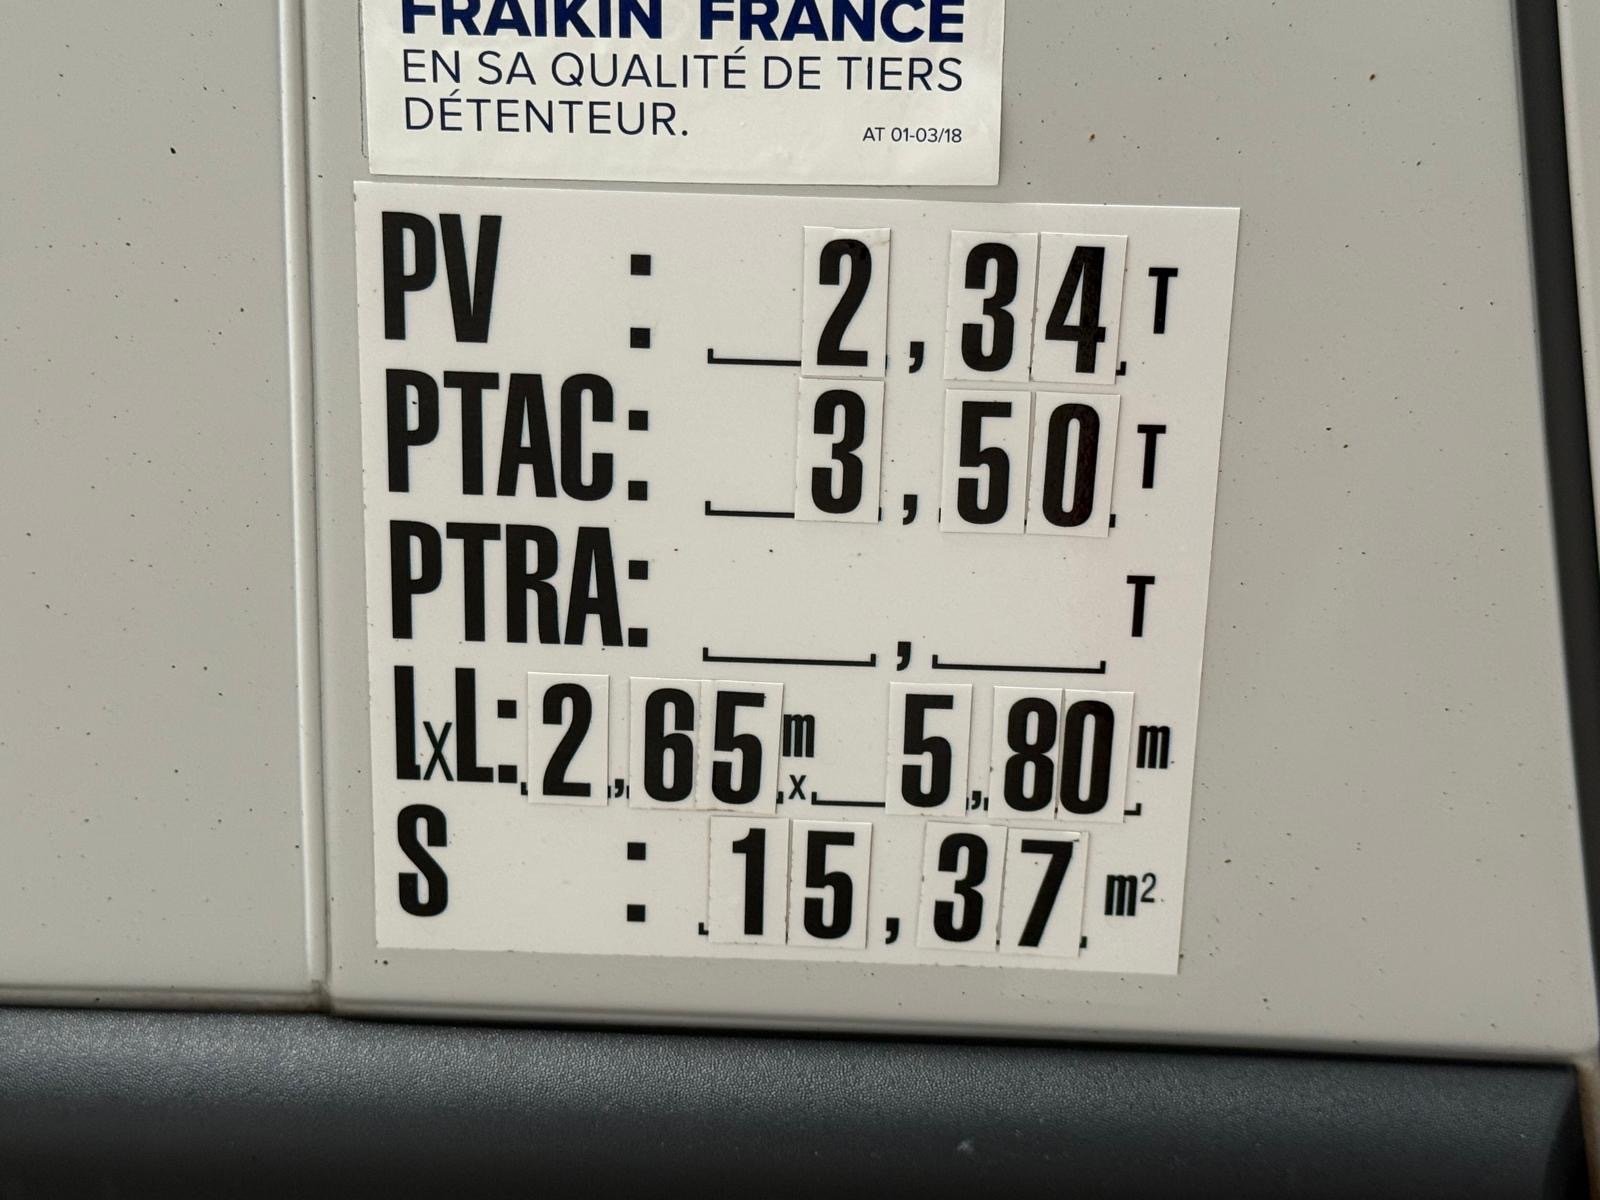 FRAIKIN FRANCE
EN SA QUALITÉ DE TIERS
DÉTENTEUR.
AT 01-03/18
PV : 2,34 T
PTAC: 3,50 T
PTRA: , T
LxL: 2,65 m x 5,80 m
S : 15,37 m²